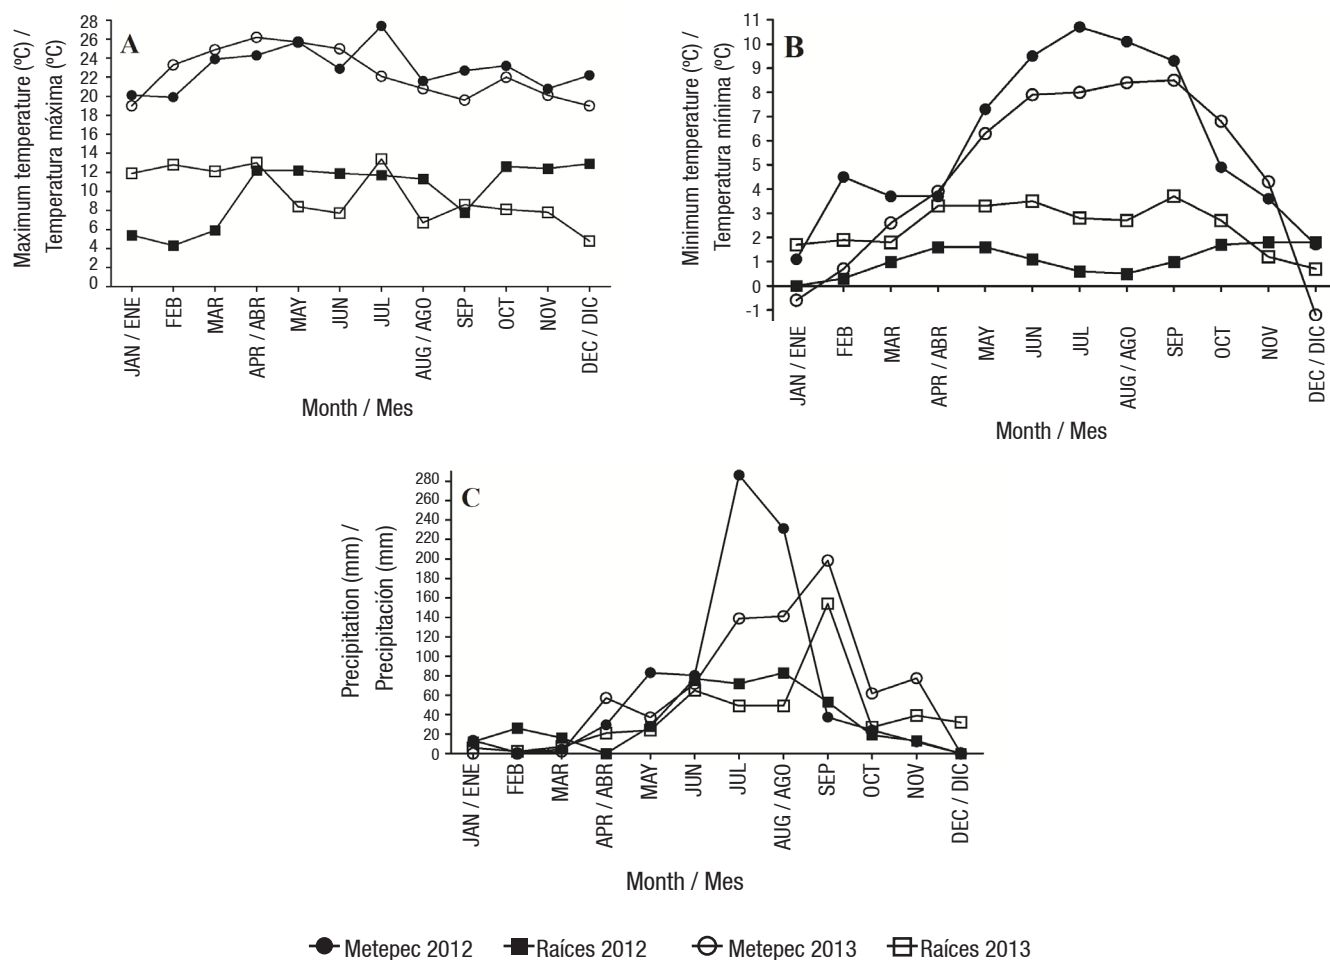 A
Maximum temperature (ºC) /
Temperatura máxima (ºC)
28
26
24
22
20
18
16
14
12
10
8
6
4
2
0
JAN / ENE
FEB
MAR
APR / ABR
MAY
JUN
JUL
AUG / AGO
SEP
OCT
NOV
DEC / DIC
Month / Mes
B
Minimum temperature (ºC) /
Temperatura mínima (ºC)
11
10
9
8
7
6
5
4
3
2
1
0
-1
JAN / ENE
FEB
MAR
APR / ABR
MAY
JUN
JUL
AUG / AGO
SEP
OCT
NOV
DEC / DIC
Month / Mes
C
Precipitation (mm) /
Precipitación (mm)
280
260
240
220
200
180
160
140
120
100
80
60
40
20
0
JAN / ENE
FEB
MAR
APR / ABR
MAY
JUN
JUL
AUG / AGO
SEP
OCT
NOV
DEC / DIC
Month / Mes
Metepec 2012 Raíces 2012 Metepec 2013 Raíces 2013